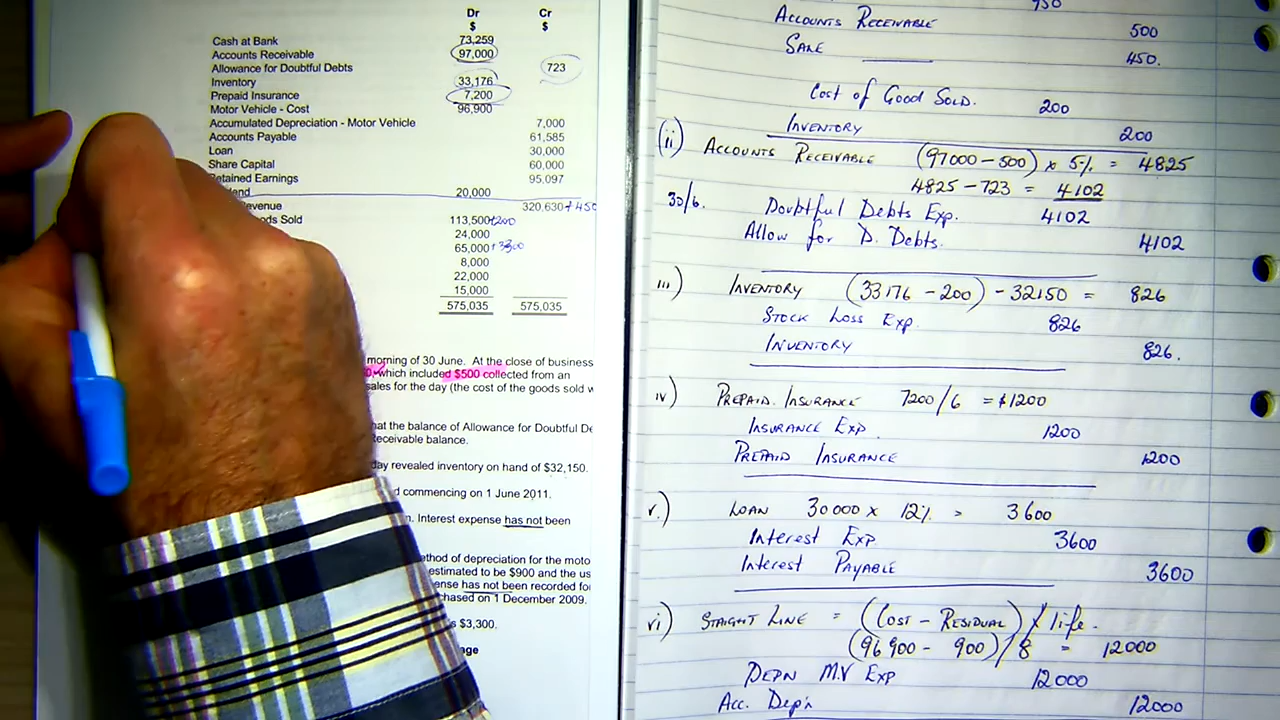 Dr Cr
$ $
Cash at Bank 73,259
Accounts Receivable 97,000
Allowance for Doubtful Debts 723
Inventory 33,176
Prepaid Insurance 7,200
Motor Vehicle - Cost 96,900
Accumulated Depreciation - Motor Vehicle 7,000
Accounts Payable 61,585
Loan 30,000
Share Capital 60,000
Retained Earnings 95,097
20,000
320,630 + 450
Sold 113,500 +200
24,000
65,000
8,000
22,000
15,000
575,035 575,035
morning of 30 June. At the close of business
which included $500 collected from an
sales for the day (the cost of the goods sold w
the balance of Allowance for Doubtful De
Receivable balance.
day revealed inventory on hand of $32,150.
commencing on 1 June 2011.
Interest expense has not been
of depreciation for the moto
estimated to be $900 and the us
has not been recorded fo
on 1 December 2009.
$3,300.
ACCOUNTS RECEIVABLE 500
SALE 450.
Cost of Good SOLD. 200
INVENTORY 200
(ii) ACCOUNTS RECEIVABLE (97000 - 500) x 5% = 4825
4825 - 723 = 4102
30/6. Doubtful Debts Exp. 4102
Allow for D. Debts. 4102
iii) INVENTORY (33176 - 200) - 32150 = 826
STOCK LOSS EXP. 826
INVENTORY 826.
iv) PREPAID. INSURANCE 7200/6 = $1200
INSURANCE EXP. 1200
PREPAID INSURANCE 1200
v.) LOAN 30000 x 12% = 3600
Interest Exp 3600
Interest PAYABLE 3600
vi) STAIGHT LINE = (COST - RESIDUAL) / life.
(96900 - 900)/8 = 12000
DEPN M.V EXP 12000
Acc. Dep'n 12000